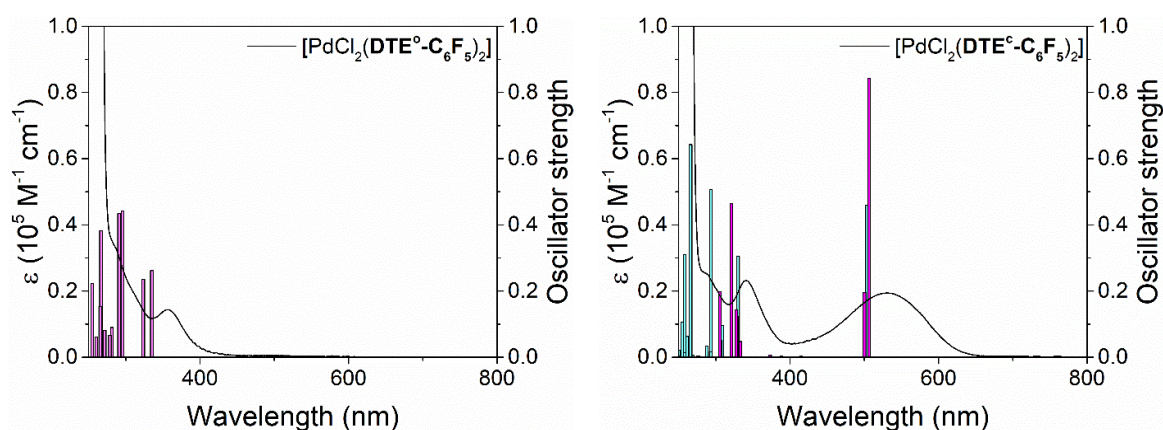 [PdCl₂(DTEᵒ-C₆F₅)₂]
ε (10⁵ M⁻¹ cm⁻¹)
1.0
0.8
0.6
0.4
0.2
0.0
1.0
0.8
0.6
0.4
0.2
0.0
Oscillator strength
400 600 800
Wavelength (nm)
[PdCl₂(DTEᶜ-C₆F₅)₂]
ε (10⁵ M⁻¹ cm⁻¹)
1.0
0.8
0.6
0.4
0.2
0.0
1.0
0.8
0.6
0.4
0.2
0.0
Oscillator strength
400 600 800
Wavelength (nm)